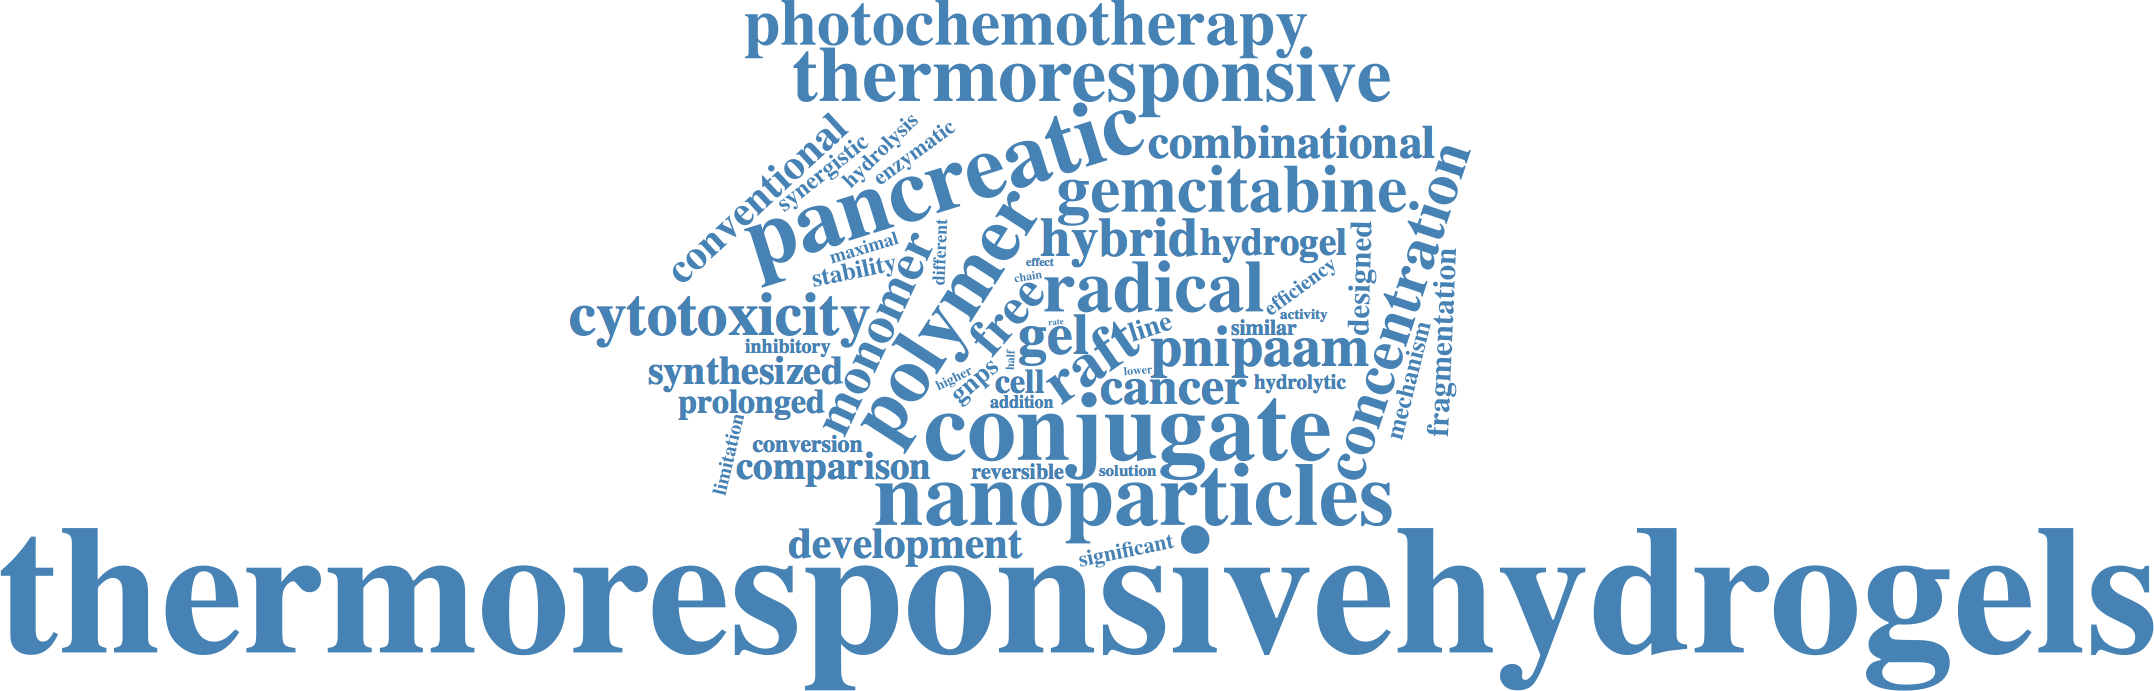 photochemotherapy
thermoresponsive
conventional
synergistic
hydrolysis
enzymatic
pancreatic
combinational
gemcitabine.
concentration
maximal
stability
different
monomer
polymer
hybrid
hydrogel
designed
effect
chain
free
radical
efficiency
activity
fragmentation
cytotoxicity
inhibitory
rate
gel
line
similar
raft
pnipaam
mechanism
synthesized
higher
gnps
half
cell
lower
cancer
hydrolytic
prolonged
addition
limitation
conversion
conjugate
comparison
reversible
solution
nanoparticles
development
significant
thermoresponsivehydrogels